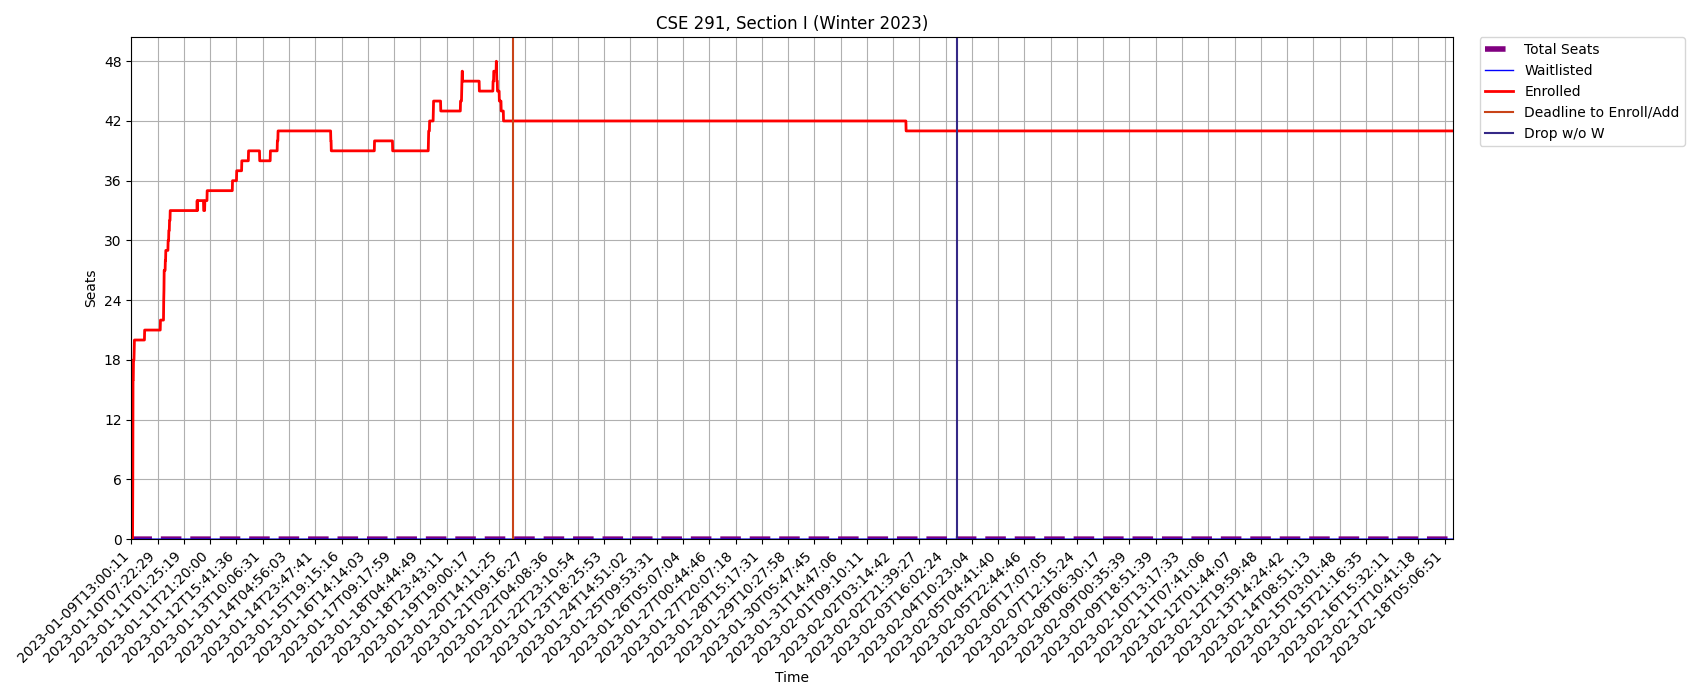 CSE 291, Section I (Winter 2023)
Total Seats
Waitlisted
Enrolled
Deadline to Enroll/Add
Drop w/o W
Seats
48
42
36
30
24
18
12
6
0
2023-01-09T13:00:11
2023-01-10T07:22:29
2023-01-11T01:25:19
2023-01-11T21:20:00
2023-01-12T15:41:36
2023-01-13T10:06:31
2023-01-14T04:56:03
2023-01-14T23:47:41
2023-01-15T19:15:16
2023-01-16T14:14:03
2023-01-17T09:17:59
2023-01-18T04:44:49
2023-01-18T23:43:11
2023-01-19T19:00:17
2023-01-20T14:11:25
2023-01-21T09:16:27
2023-01-22T04:08:36
2023-01-22T23:10:54
2023-01-23T18:25:53
2023-01-24T14:51:02
2023-01-25T09:53:31
2023-01-26T05:07:04
2023-01-27T00:44:46
2023-01-27T20:07:18
2023-01-28T15:17:31
2023-01-29T10:27:58
2023-01-30T05:47:45
2023-01-31T14:47:06
2023-02-01T09:10:11
2023-02-02T03:14:42
2023-02-02T21:39:27
2023-02-03T16:02:24
2023-02-04T10:23:04
2023-02-05T04:41:40
2023-02-05T22:44:46
2023-02-06T17:07:05
2023-02-07T12:15:24
2023-02-08T06:30:17
2023-02-09T00:35:39
2023-02-09T18:51:39
2023-02-10T13:17:33
2023-02-11T07:41:06
2023-02-12T01:44:07
2023-02-12T19:59:48
2023-02-13T14:24:42
2023-02-14T08:51:13
2023-02-15T03:01:48
2023-02-15T21:16:35
2023-02-16T15:32:11
2023-02-17T10:41:18
2023-02-18T05:06:51
Time